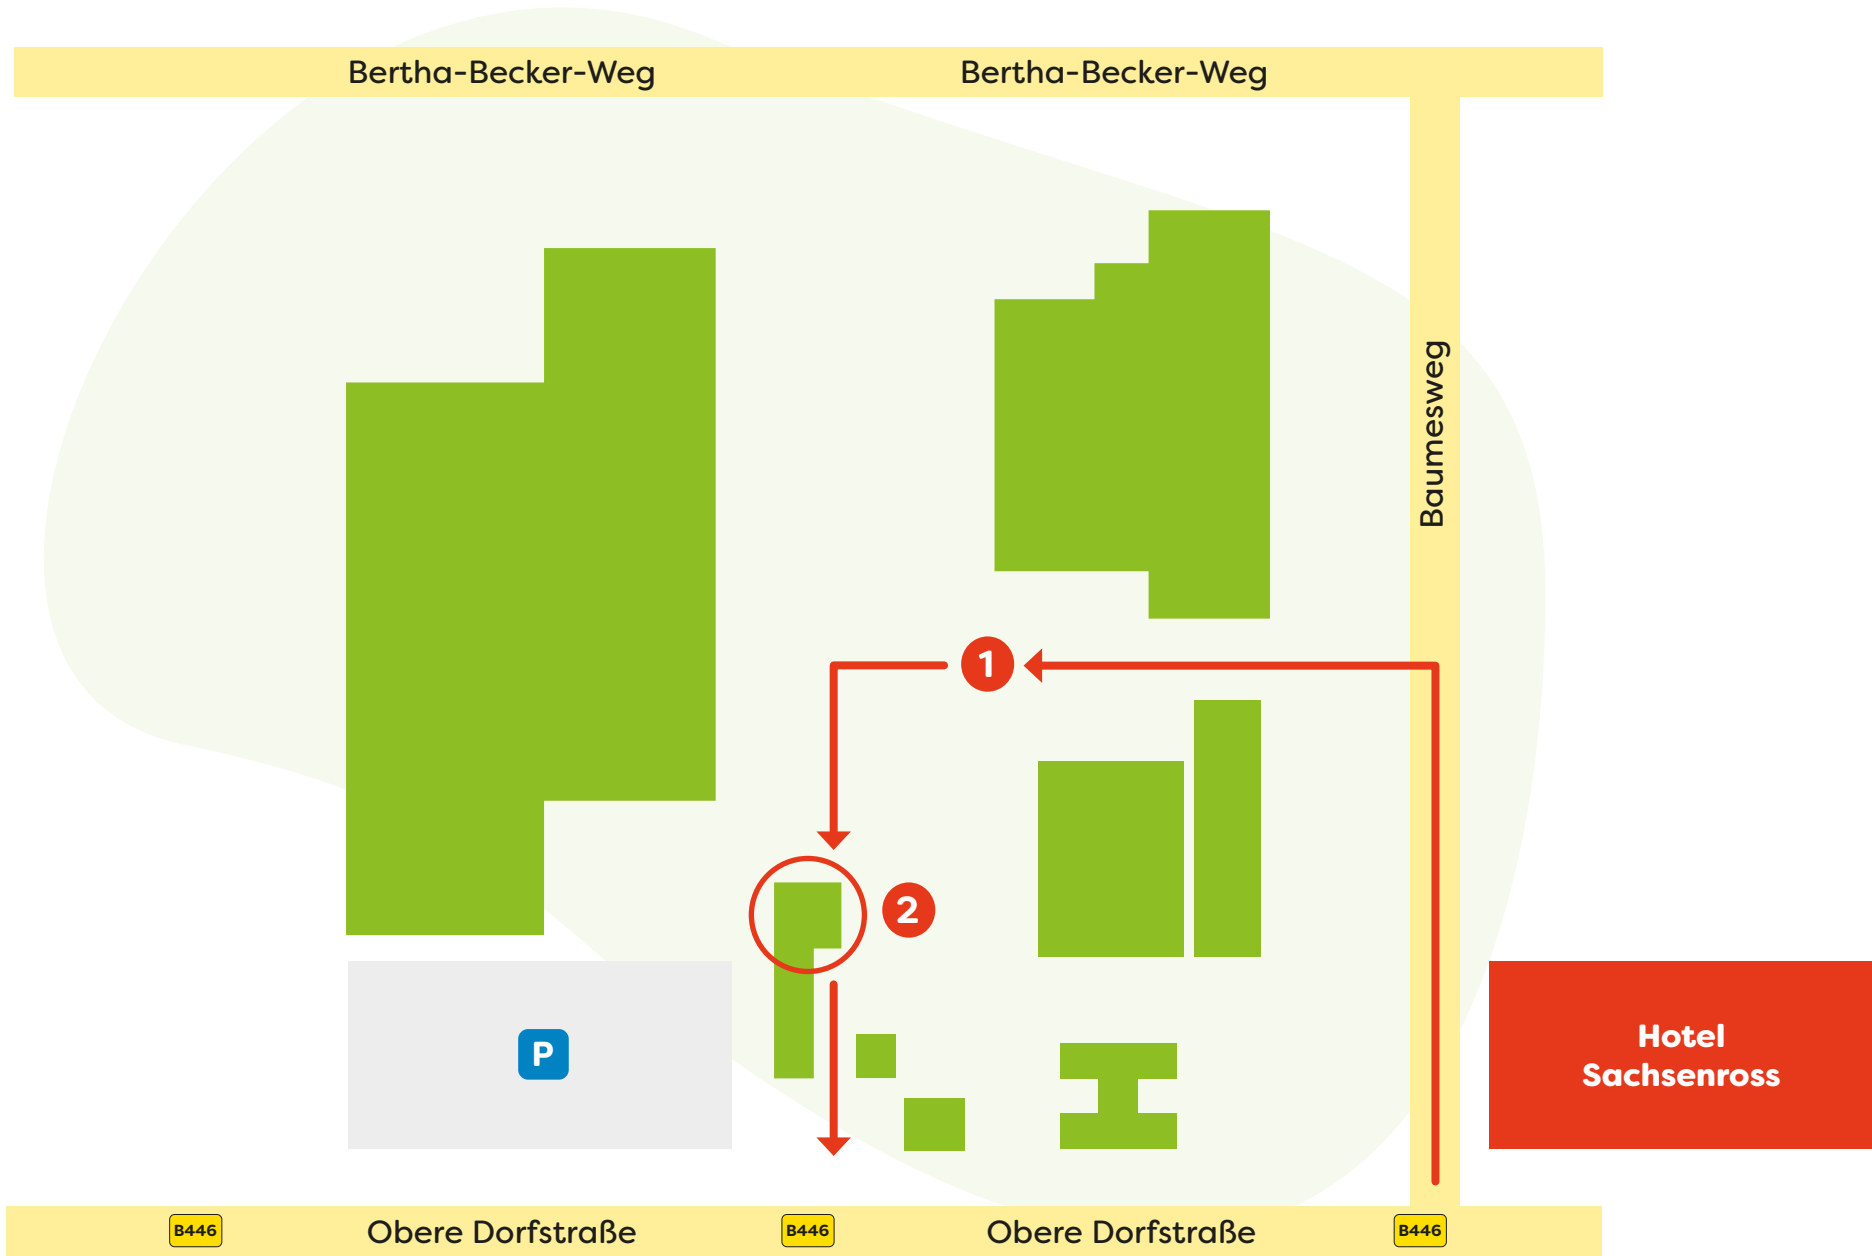 Bertha-Becker-Weg Bertha-Becker-Weg
Baumesweg
1
2
P
Hotel
Sachsenross
B446 Obere Dorfstraße B446 Obere Dorfstraße B446